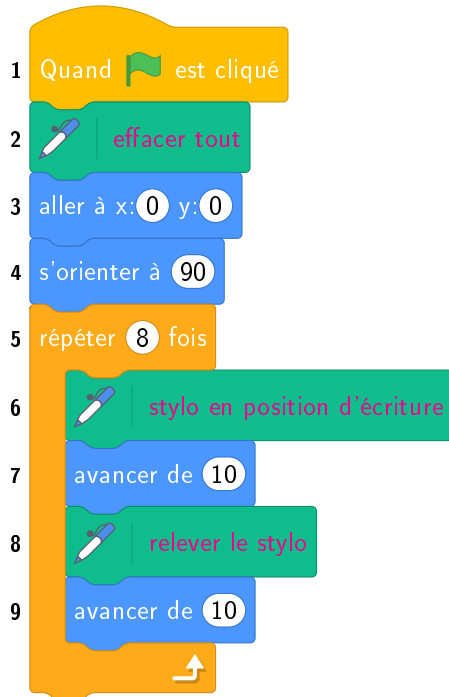 1 Quand est cliqué
2 effacer tout
3 aller à x: 0 y: 0
4 s'orienter à 90
5 répéter 8 fois
6 stylo en position d'écriture
7 avancer de 10
8 relever le stylo
9 avancer de 10